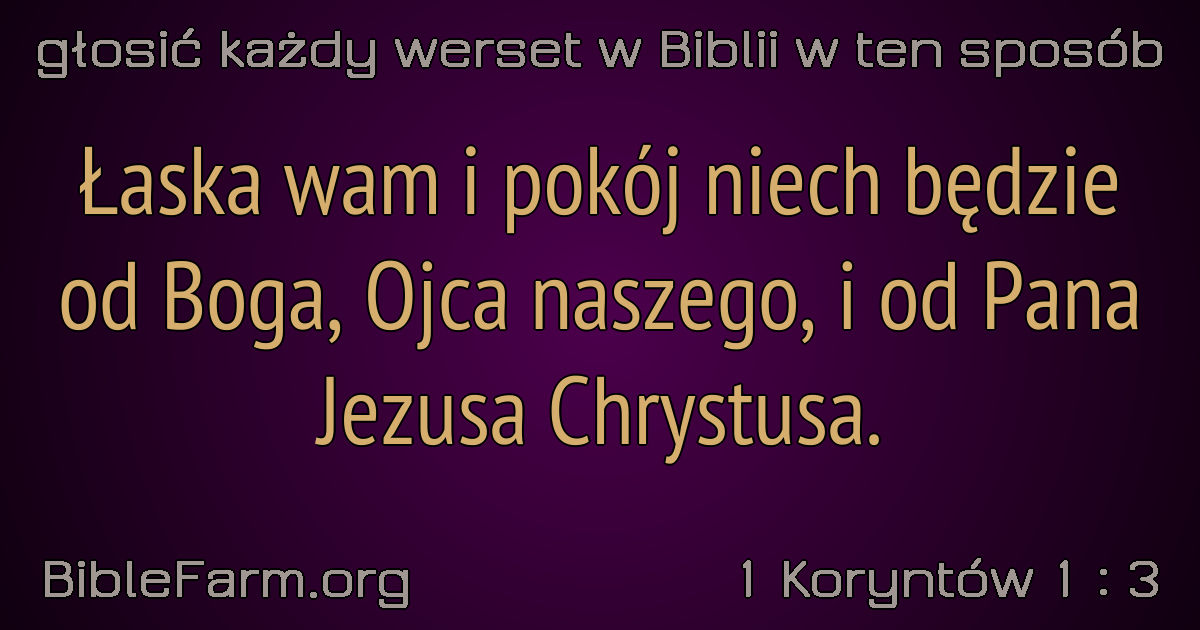 głosić każdy werset w Biblii w ten sposób
Łaska wam i pokój niech będzie
od Boga, Ojca naszego, i od Pana
Jezusa Chrystusa.
BibleFarm.org
1 Koryntów 1 : 3